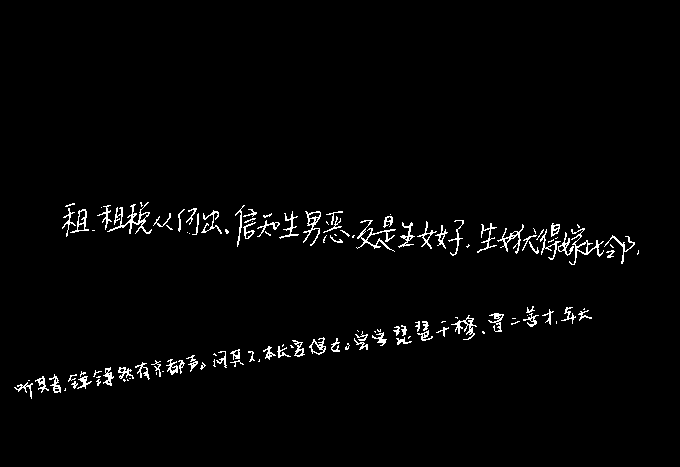 租.租税从何出、信知生男恶.反是生女好.生女犹得嫁比邻,
听其音,铮铮然有京都声。问其人,本长安倡女。尝学琵琶于穆、曹二善才.年长